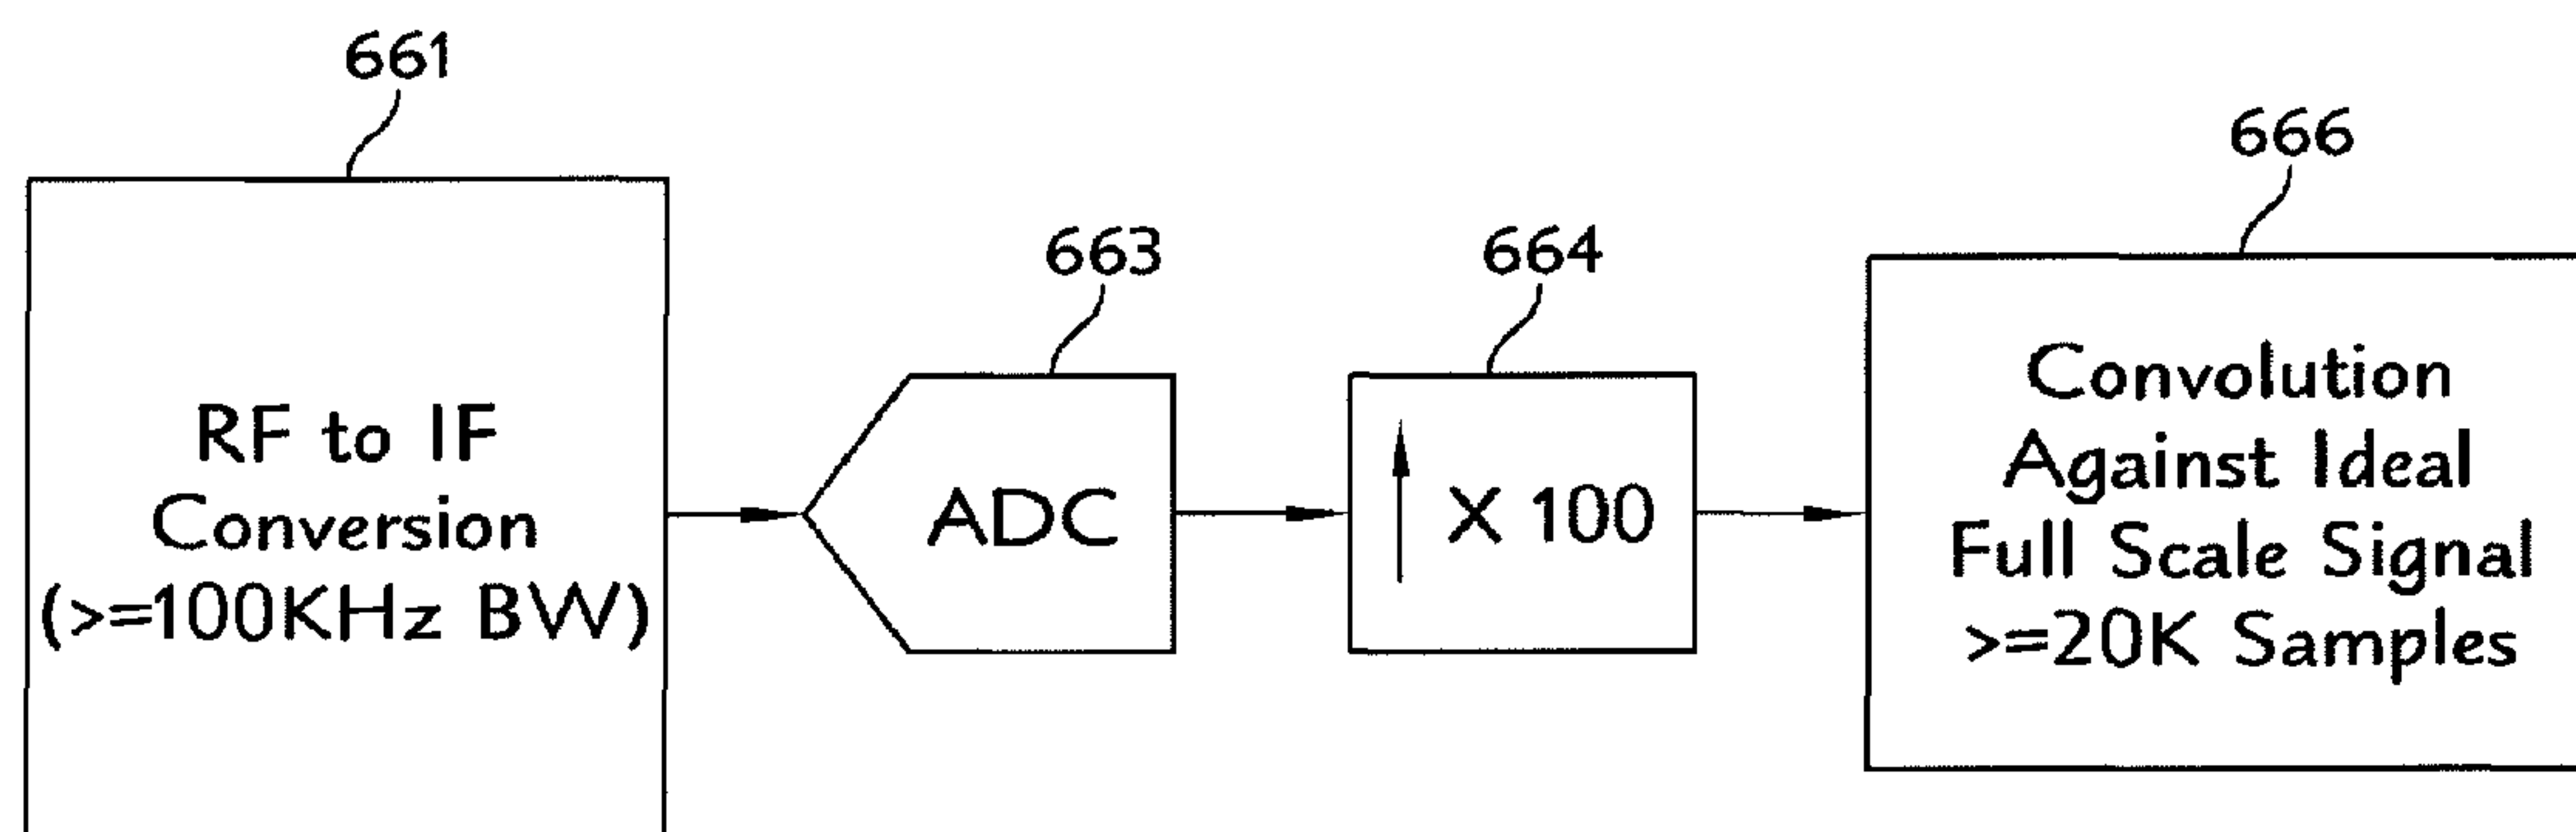 661
RF to IF
Conversion
(>=100KHz BW)
663
ADC
664
X 100
666
Convolution
Against Ideal
Full Scale Signal
>=20K Samples